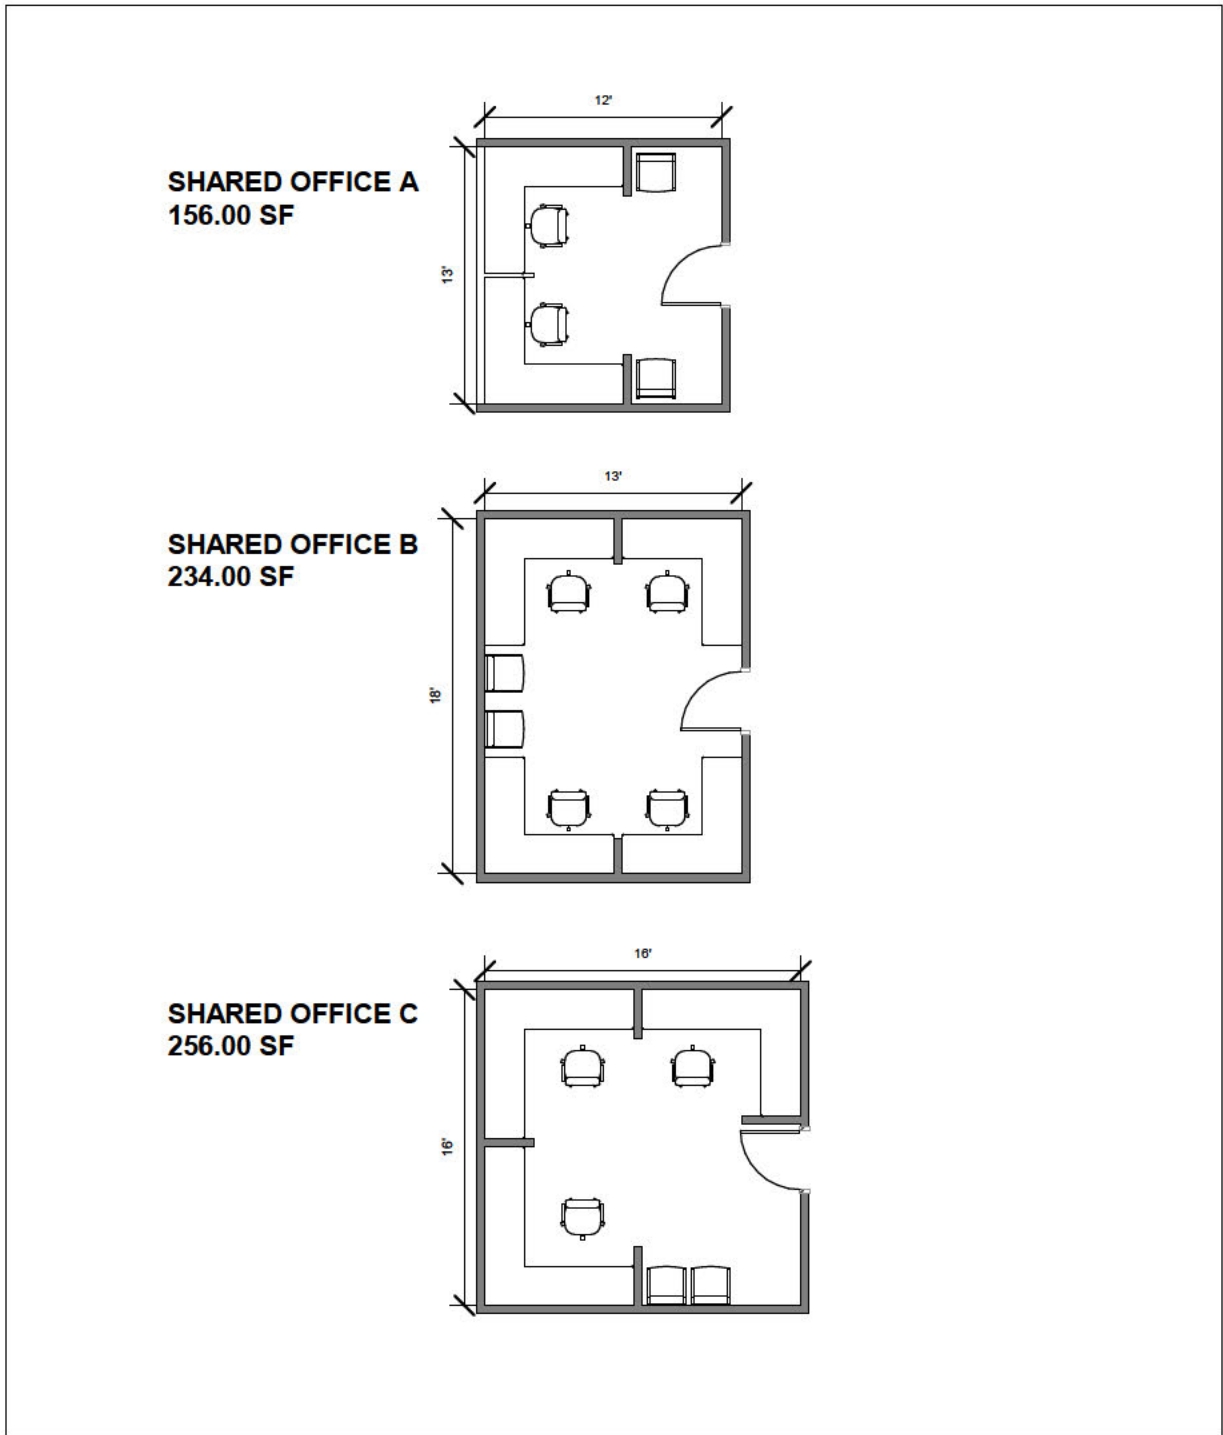 12'
SHARED OFFICE A
156.00 SF
13'
13'
SHARED OFFICE B
234.00 SF
18'
16'
SHARED OFFICE C
256.00 SF
16'